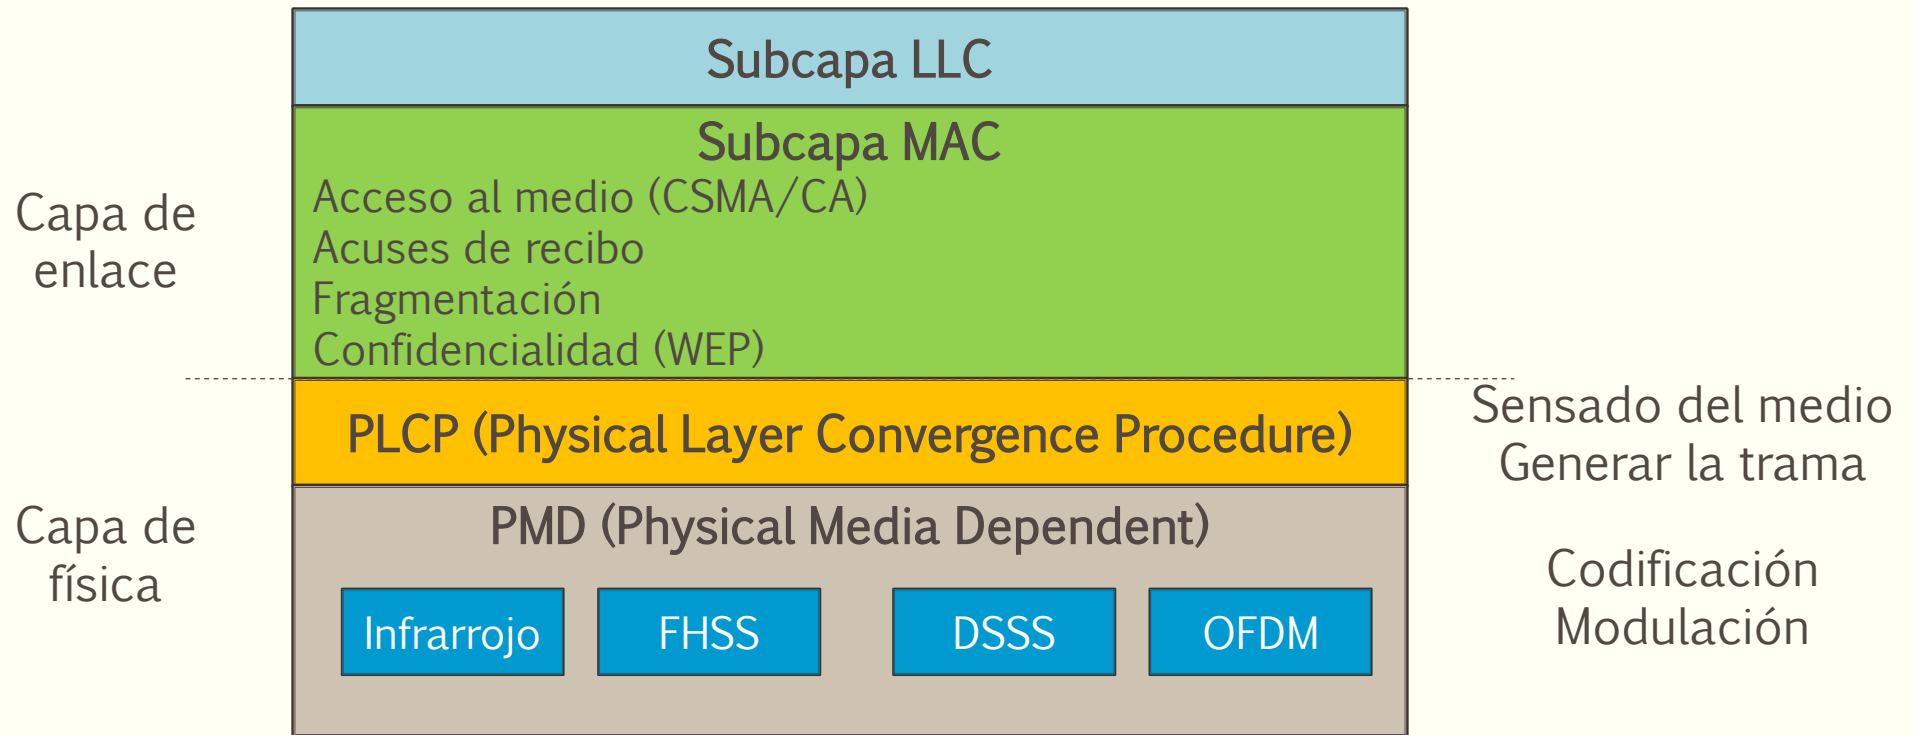 Subcapa LLC
Subcapa MAC
Acceso al medio (CSMA/CA)
Acuses de recibo
Fragmentación
Confidencialidad (WEP)
Capa de
enlace
PLCP (Physical Layer Convergence Procedure)
Sensado del medio
Generar la trama
PMD (Physical Media Dependent)
Capa de
física
Infrarrojo
FHSS
DSSS
OFDM
Codificación
Modulación